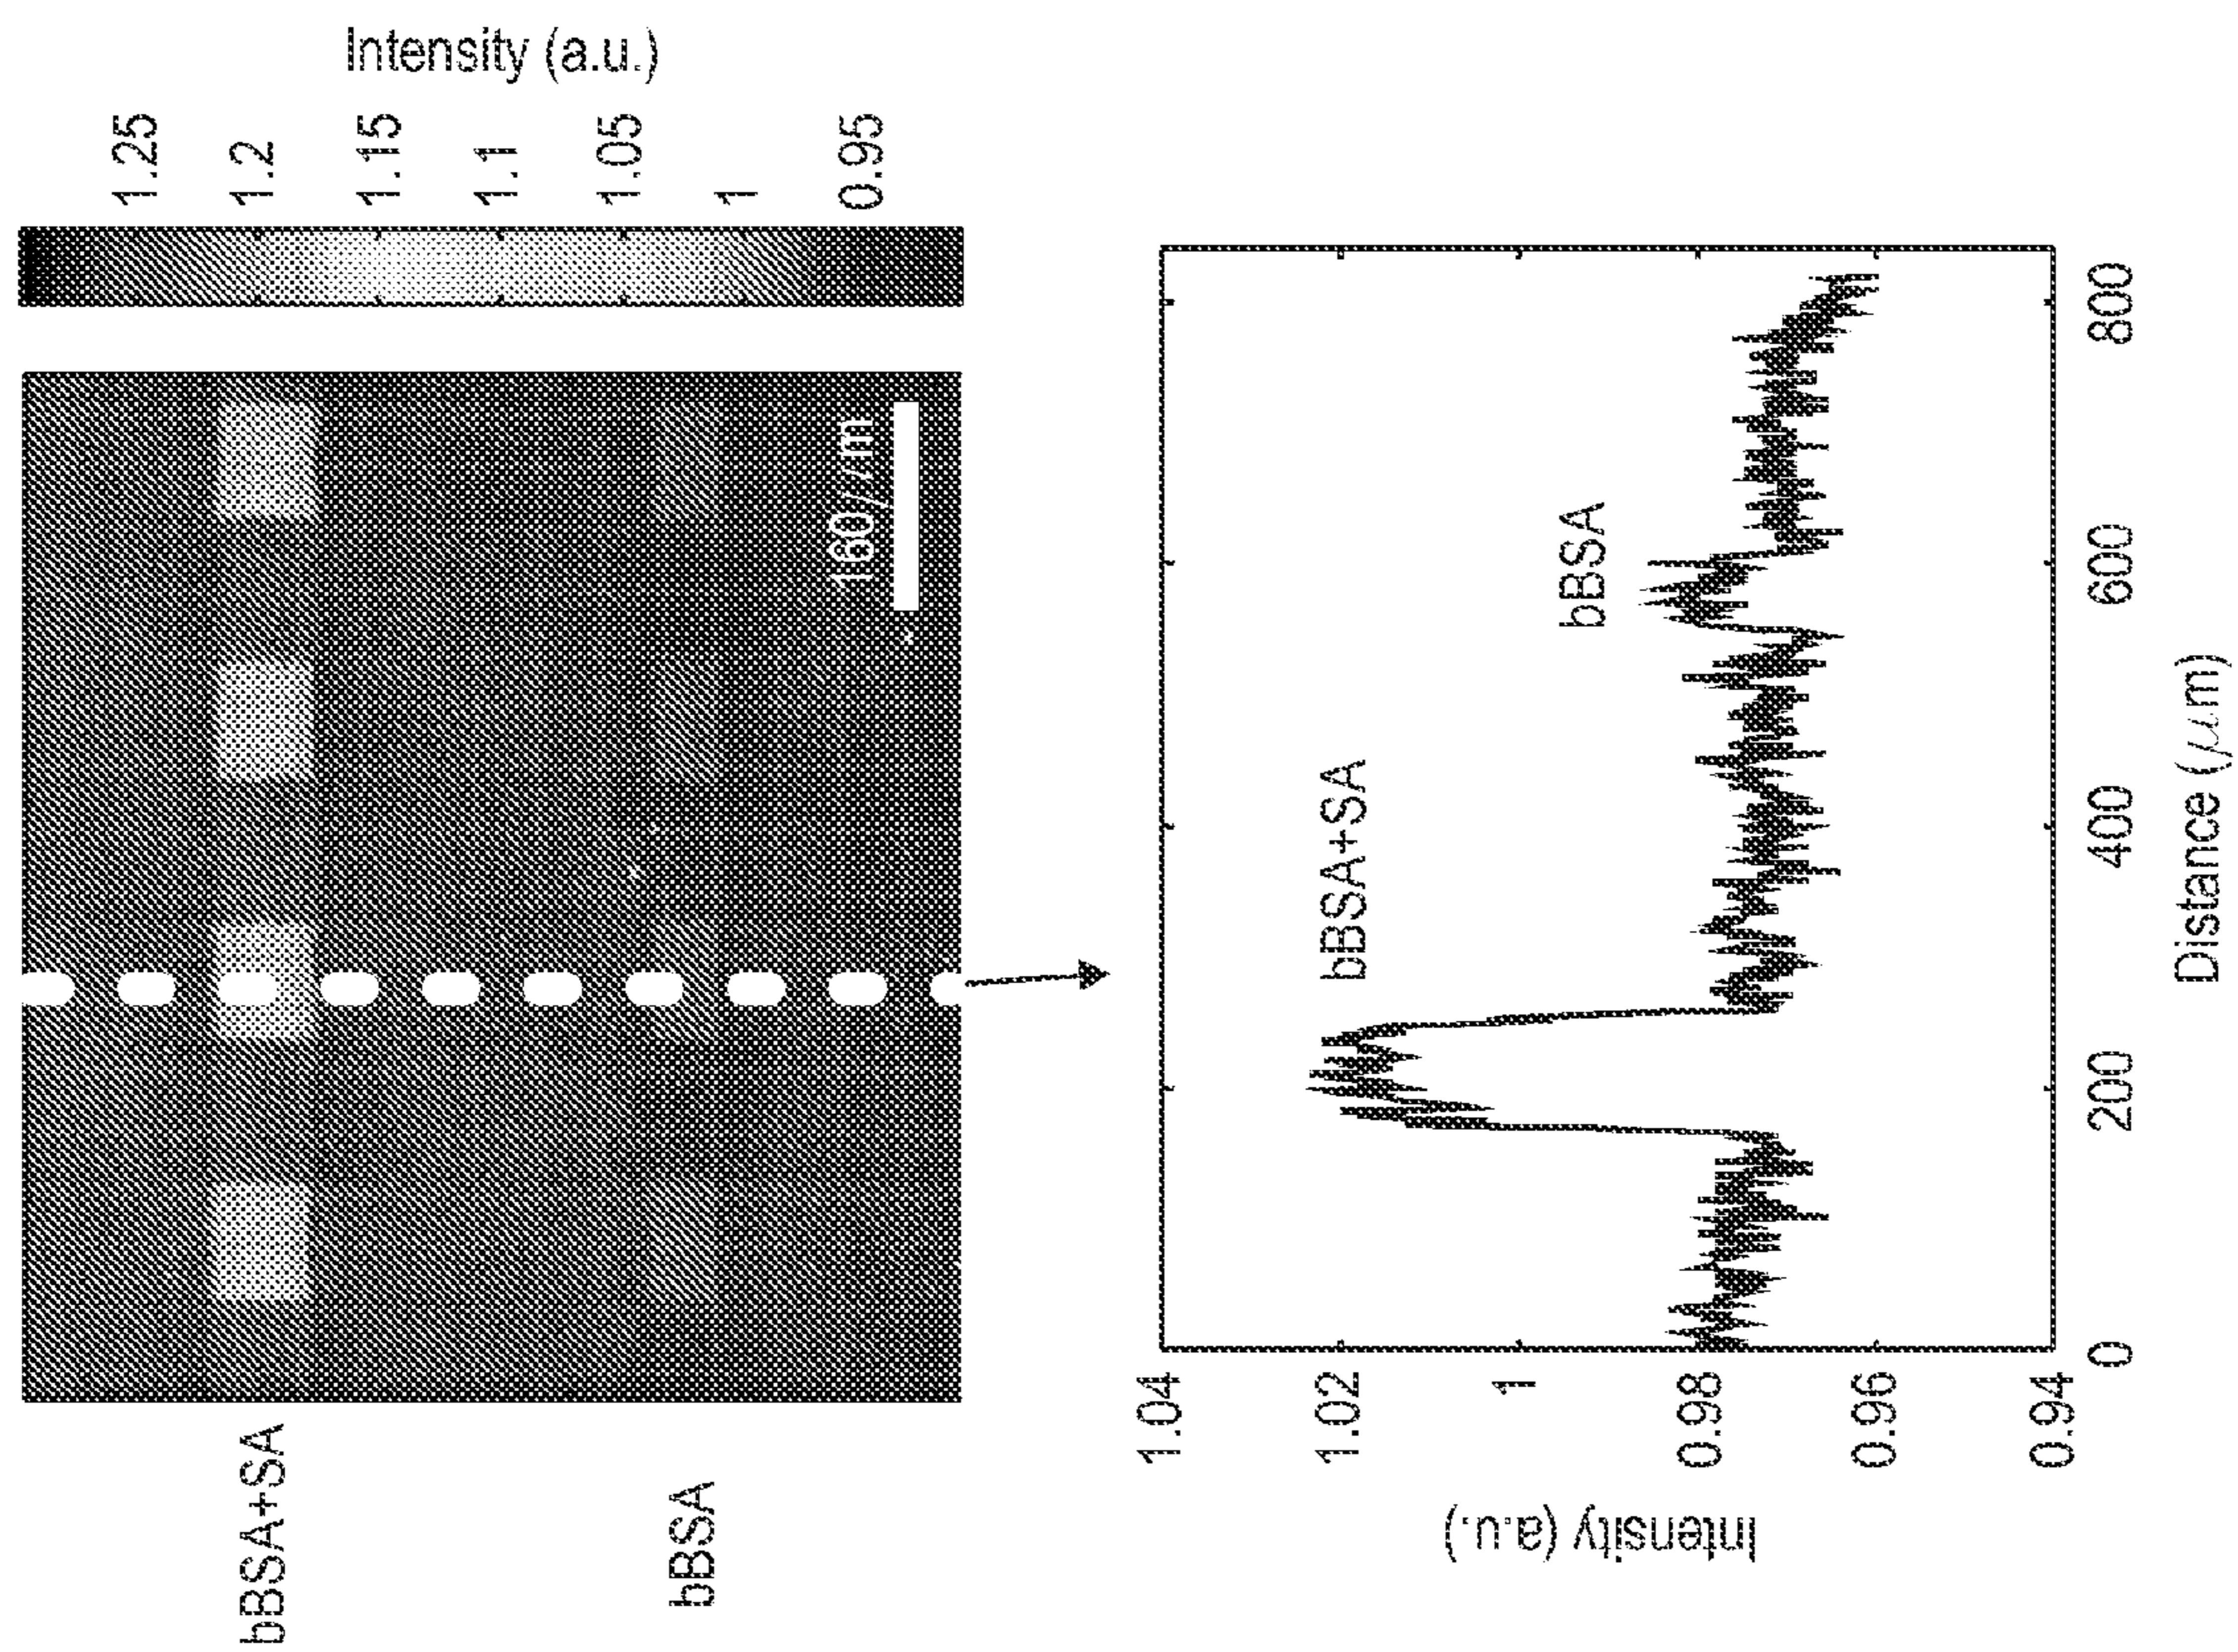 bBSA+SA
bBSA
160μm
Intensity (a.u.)
1.25
1.2
1.15
1.1
1.05
1
0.95
Intensity (a.u.)
1.04
1.02
1
0.98
0.96
0.94
bBSA+SA
bBSA
0
200
400
600
800
Distance (μm)